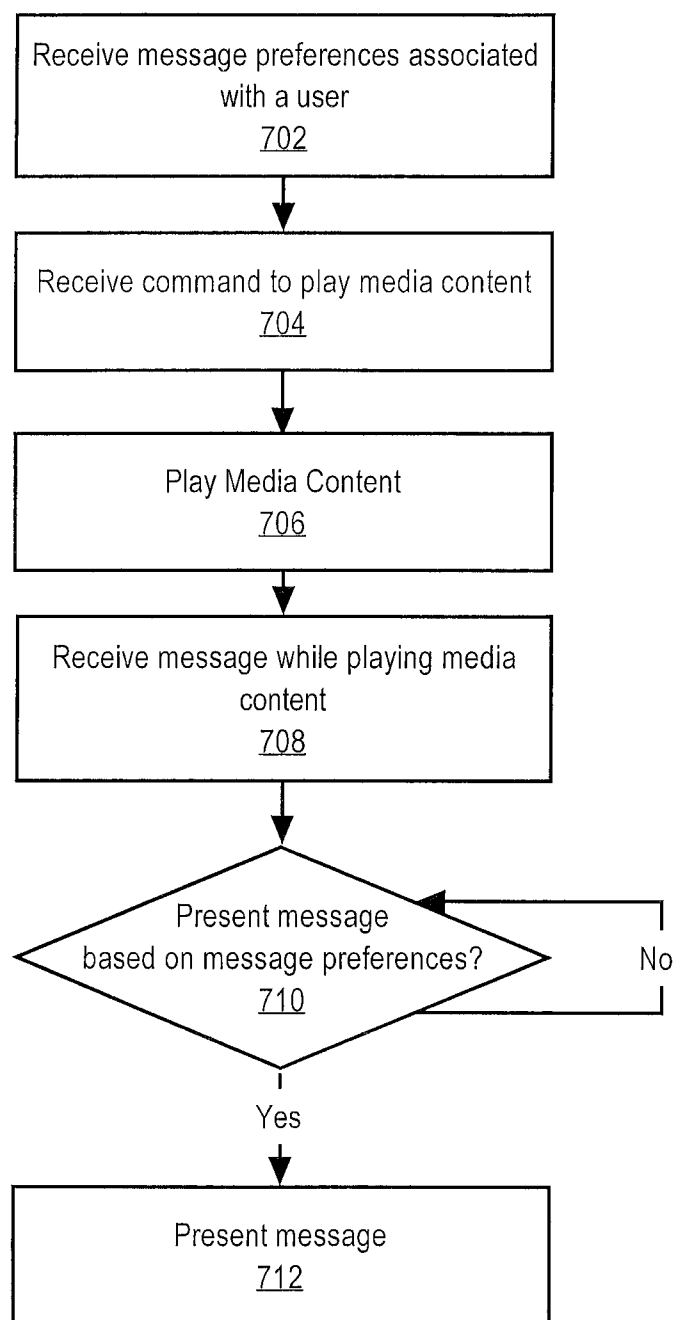 Receive message preferences associated
with a user
702
Receive command to play media content
704
Play Media Content
706
Receive message while playing media
content
708
Present message
based on message preferences?
710
No
Yes
Present message
712